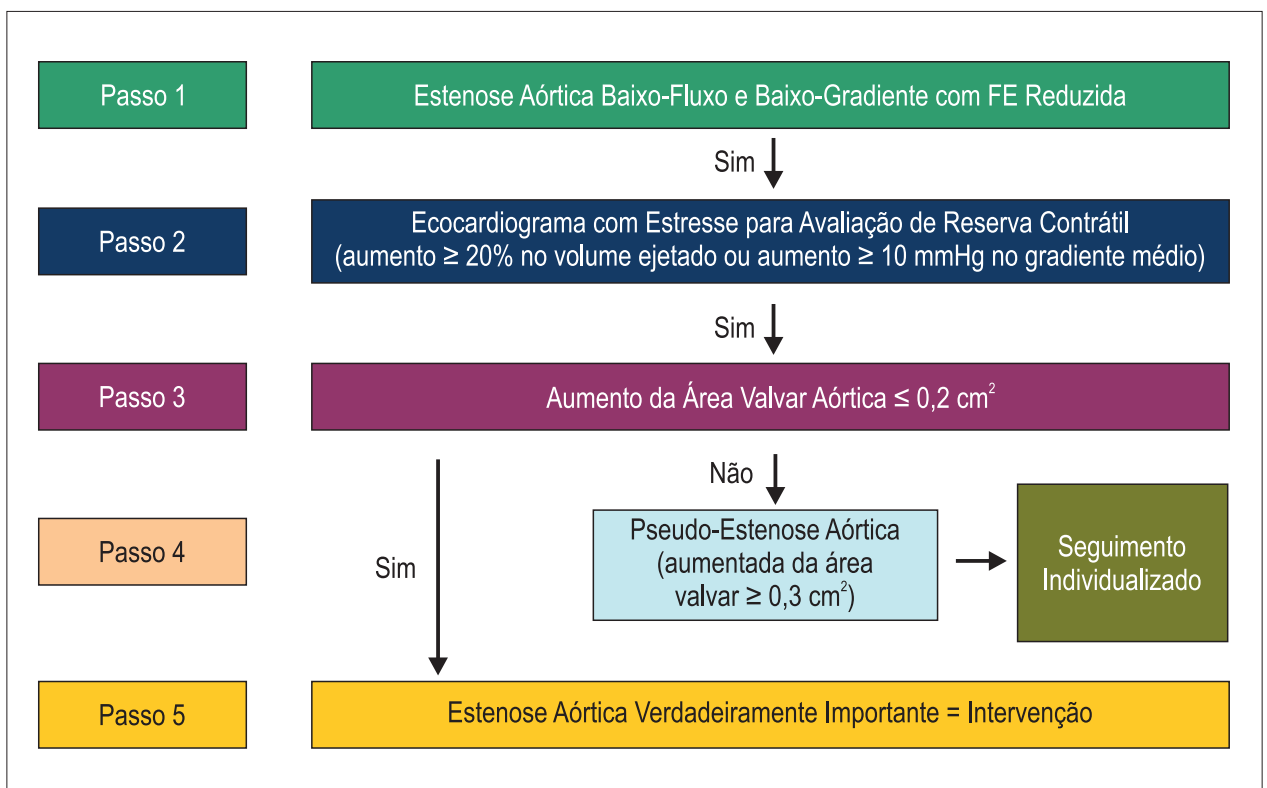 Passo 1
Estenose Aórtica Baixo-Fluxo e Baixo-Gradiente com FE Reduzida
Sim
Passo 2
Ecocardiograma com Estresse para Avaliação de Reserva Contrátil
(aumento ≥ 20% no volume ejetado ou aumento ≥ 10 mmHg no gradiente médio)
Sim
Passo 3
Aumento da Área Valvar Aórtica ≤ 0,2 cm²
Não
Passo 4
Sim
Pseudo-Estenose Aórtica
(aumentada da área
valvar ≥ 0,3 cm²)
Seguimento
Individualizado
Passo 5
Estenose Aórtica Verdadeiramente Importante = Intervenção